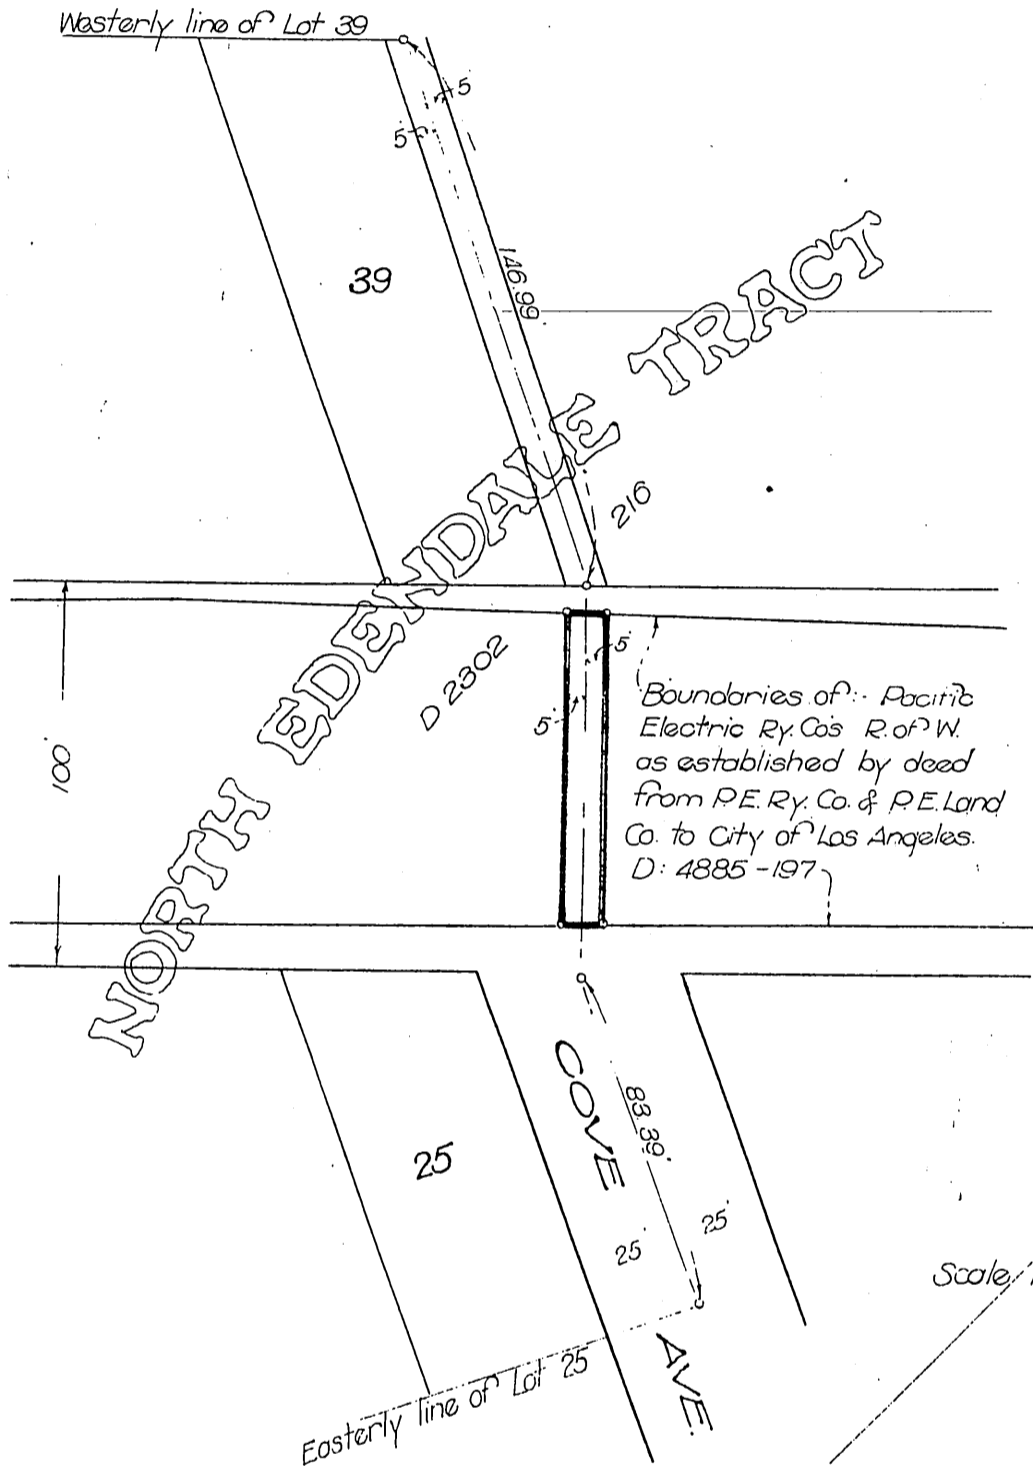 Westerly line of Lot 39
5
5
39
146.99'
NORTH EDENDALE TRACT
216
D 2302
5'
5'
100'
Boundaries of:- Pacific
Electric Ry. Co's R. of W.
as established by deed
from P.E. Ry. Co. & P.E. Land
Co. to City of Los Angeles.
D: 4885-197
COVE AVE.
83.39'
25
25'
25'
Scale
Easterly line of Lot 25